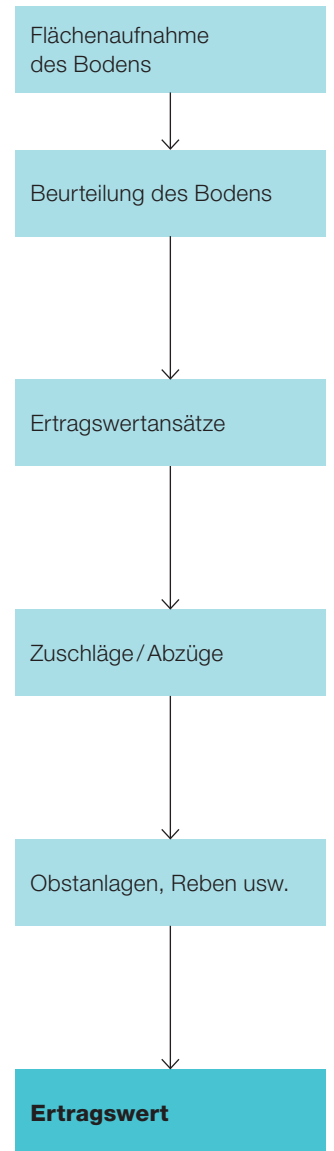 Flächenaufnahme
des Bodens
Beurteilung des Bodens
Ertragswertansätze
Zuschläge/Abzüge
Obstanlagen, Reben usw.
Ertragswert